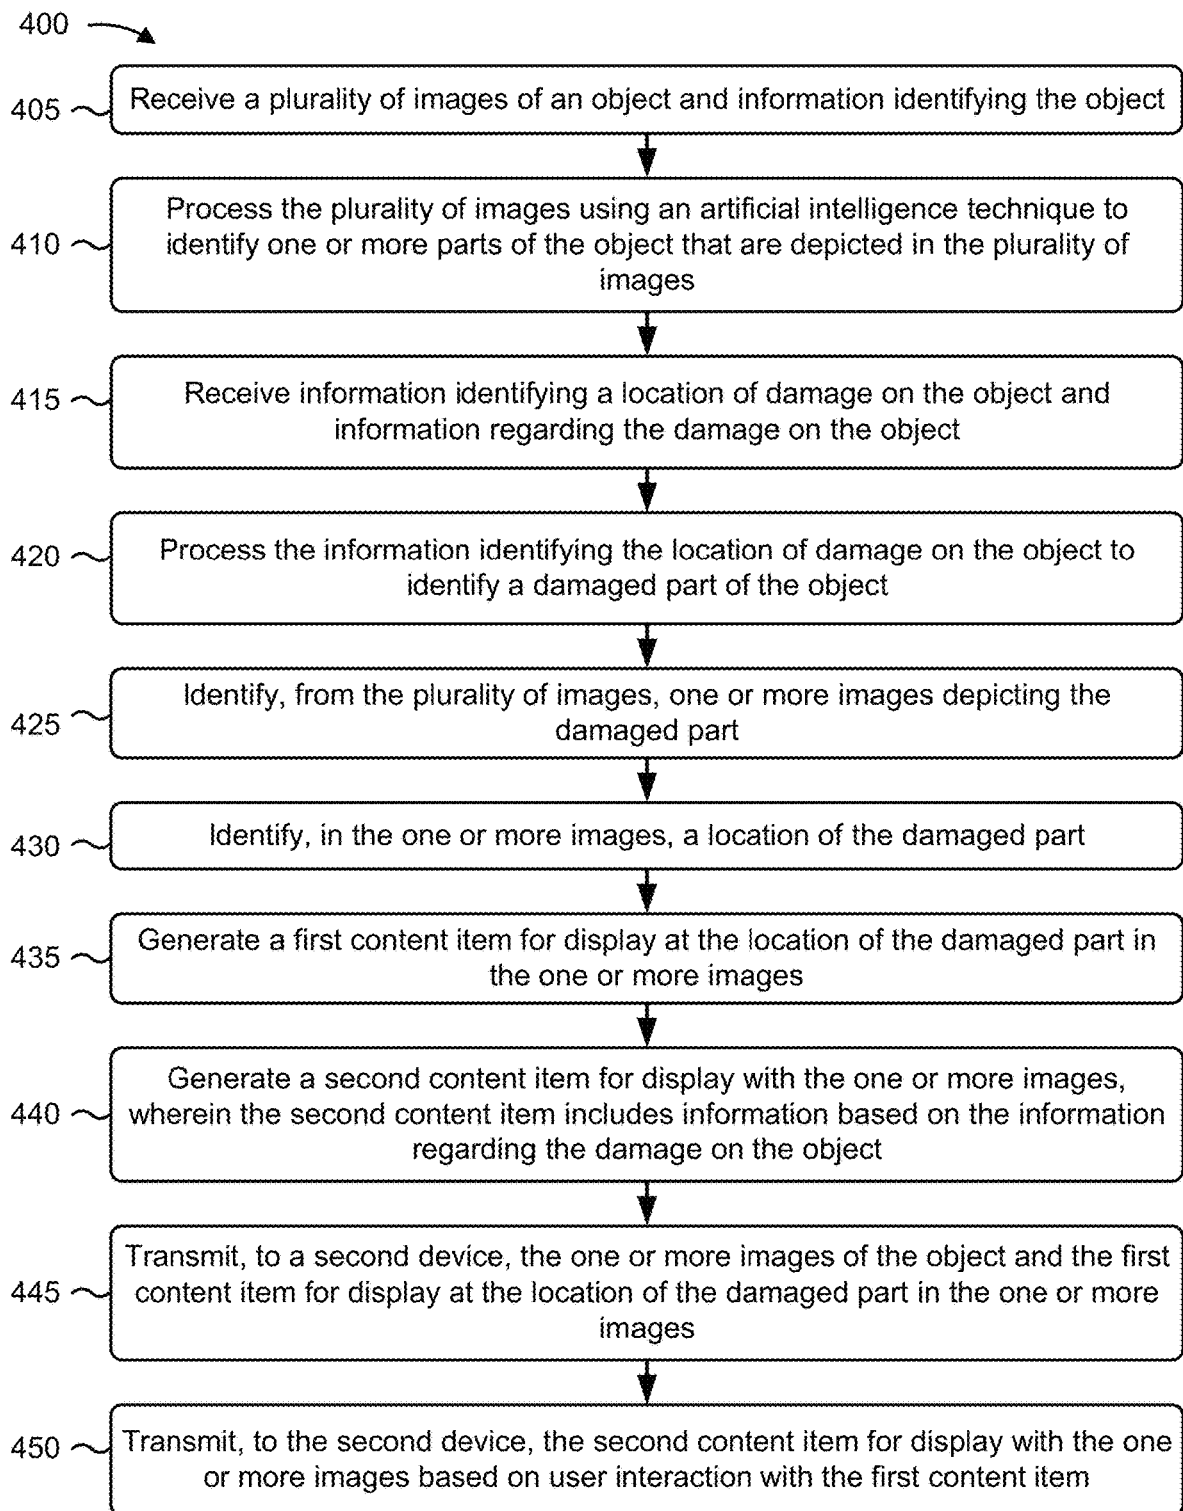 400
405
Receive a plurality of images of an object and information identifying the object
410
Process the plurality of images using an artificial intelligence technique to
identify one or more parts of the object that are depicted in the plurality of
images
415
Receive information identifying a location of damage on the object and
information regarding the damage on the object
420
Process the information identifying the location of damage on the object to
identify a damaged part of the object
425
Identify, from the plurality of images, one or more images depicting the
damaged part
430
Identify, in the one or more images, a location of the damaged part
435
Generate a first content item for display at the location of the damaged part in
the one or more images
440
Generate a second content item for display with the one or more images,
wherein the second content item includes information based on the information
regarding the damage on the object
445
Transmit, to a second device, the one or more images of the object and the first
content item for display at the location of the damaged part in the one or more
images
450
Transmit, to the second device, the second content item for display with the one
or more images based on user interaction with the first content item